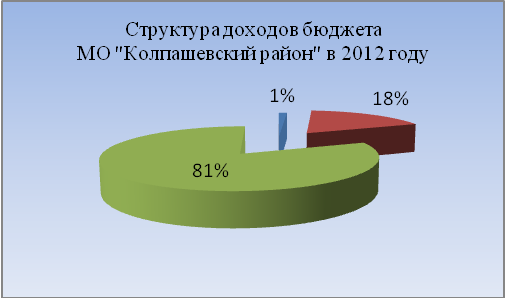 Структура доходов бюджета
МО "Колпашевский район" в 2012 году
1%
18%
81%